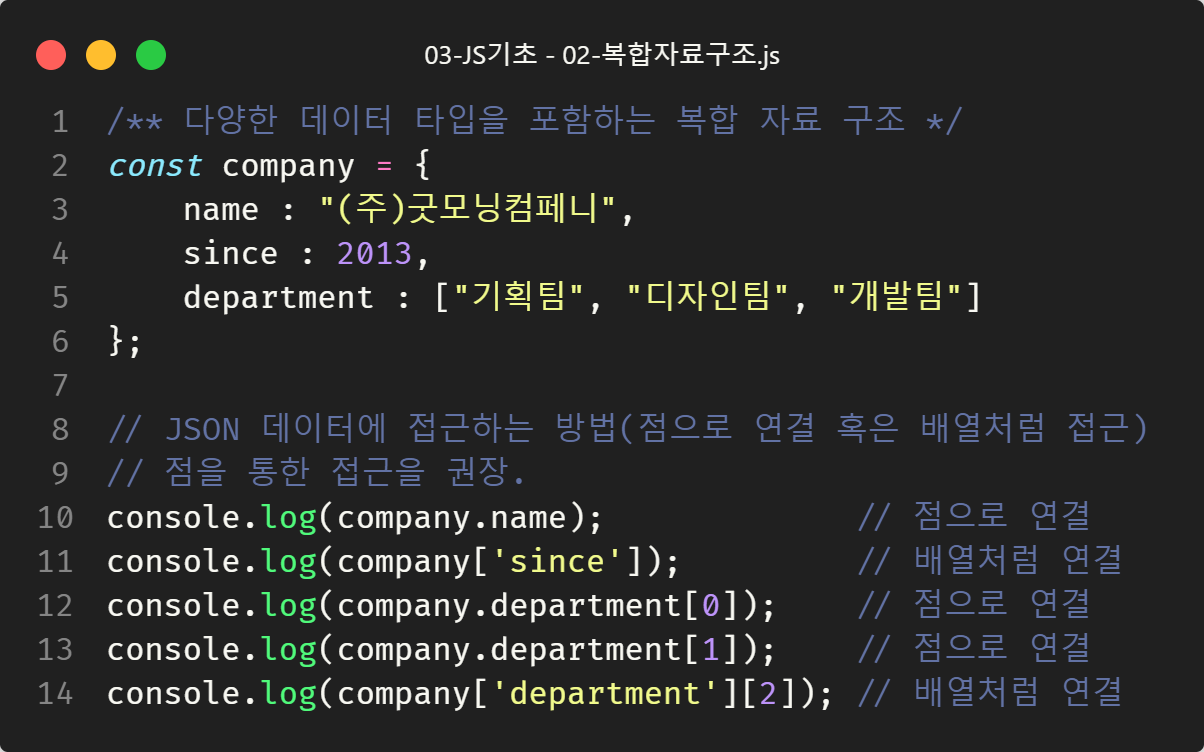 03-JS기초 - 02-복합자료구조.js
1 /** 다양한 데이터 타입을 포함하는 복합 자료 구조 */
2 const company = {
3     name : "(주)굿모닝컴페니",
4     since : 2013,
5     department : ["기획팀", "디자인팀", "개발팀"]
6 };
7
8 // JSON 데이터에 접근하는 방법(점으로 연결 혹은 배열처럼 접근)
9 // 점을 통한 접근을 권장.
10 console.log(company.name);             // 점으로 연결
11 console.log(company['since']);         // 배열처럼 연결
12 console.log(company.department[0]);    // 점으로 연결
13 console.log(company.department[1]);    // 점으로 연결
14 console.log(company['department'][2]); // 배열처럼 연결